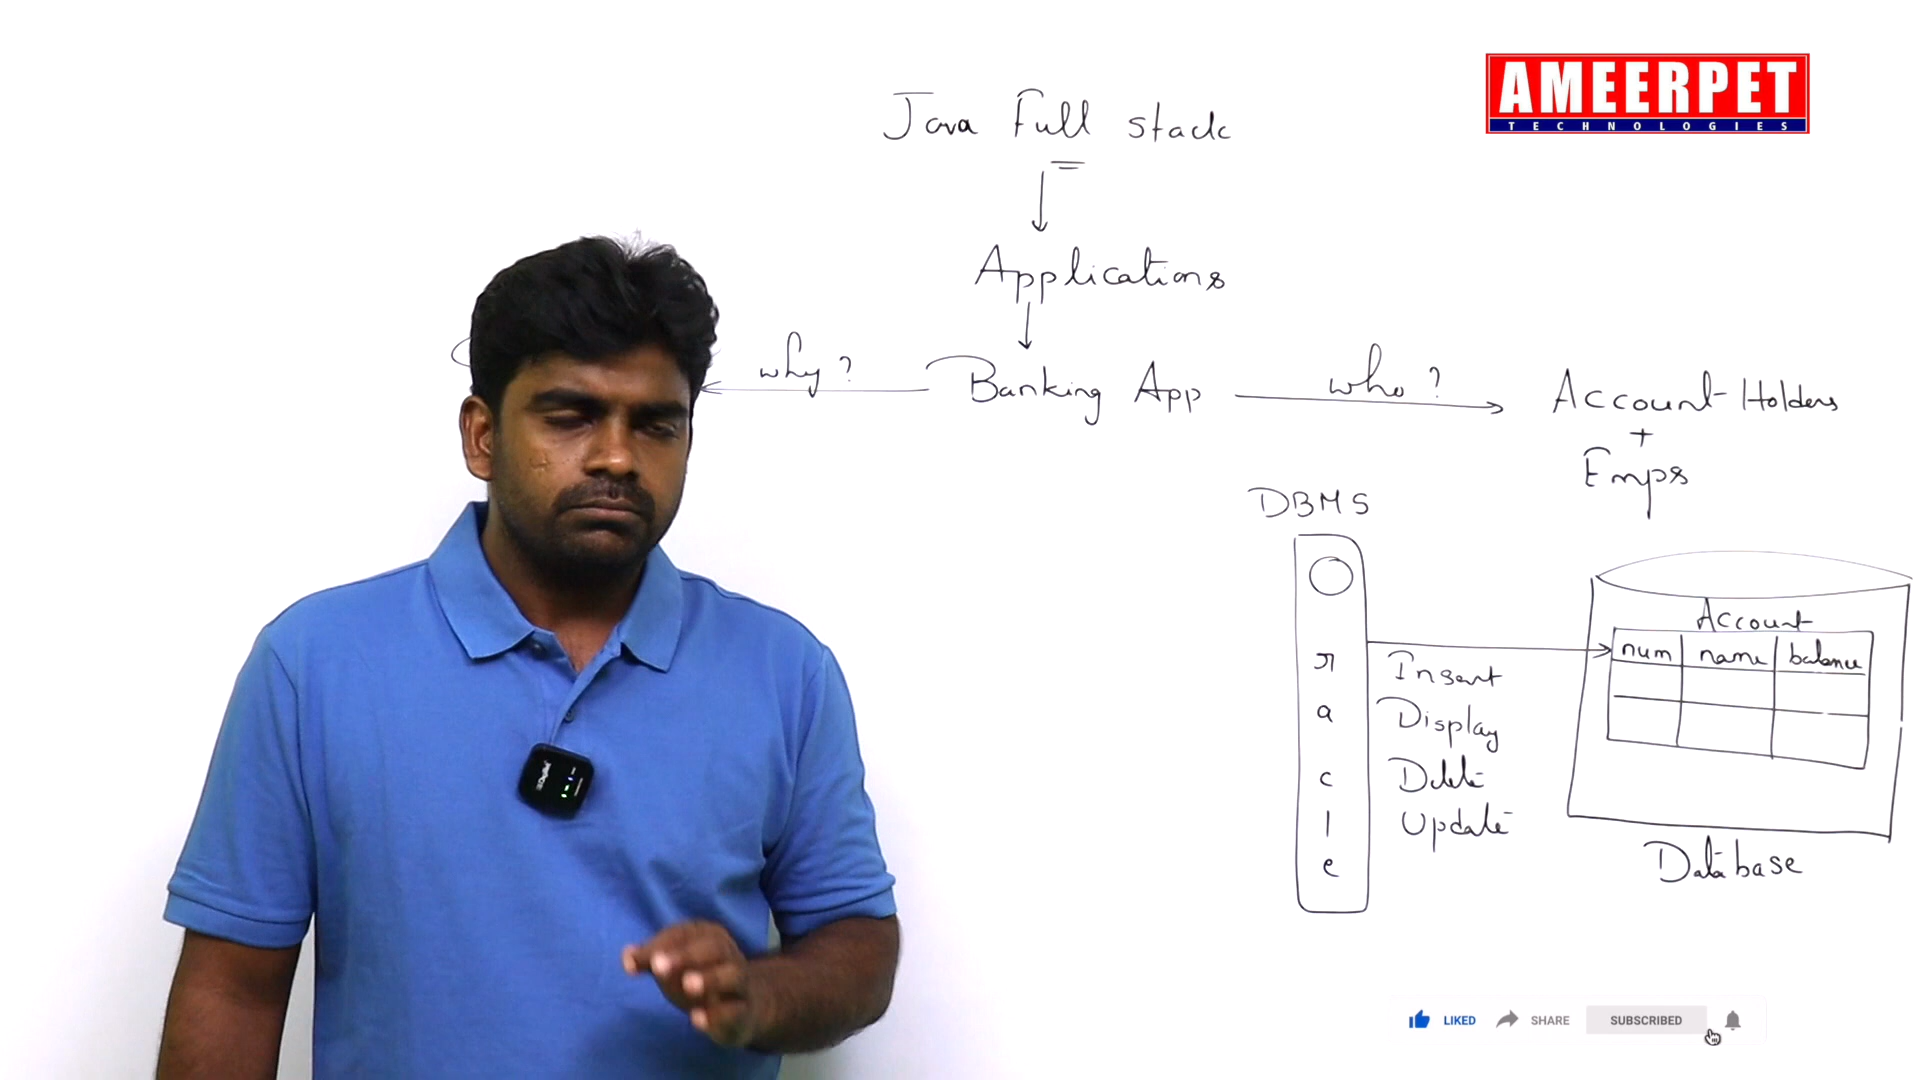 AMEERPET
TECHNOLOGIES
Java Full stack
Applications
why?
Banking App
who?
Account Holders
+
Emps
DBMS
Oracle
Insert
Display
Delete
Update
Account
num name balance
Database
LIKED SHARE SUBSCRIBED